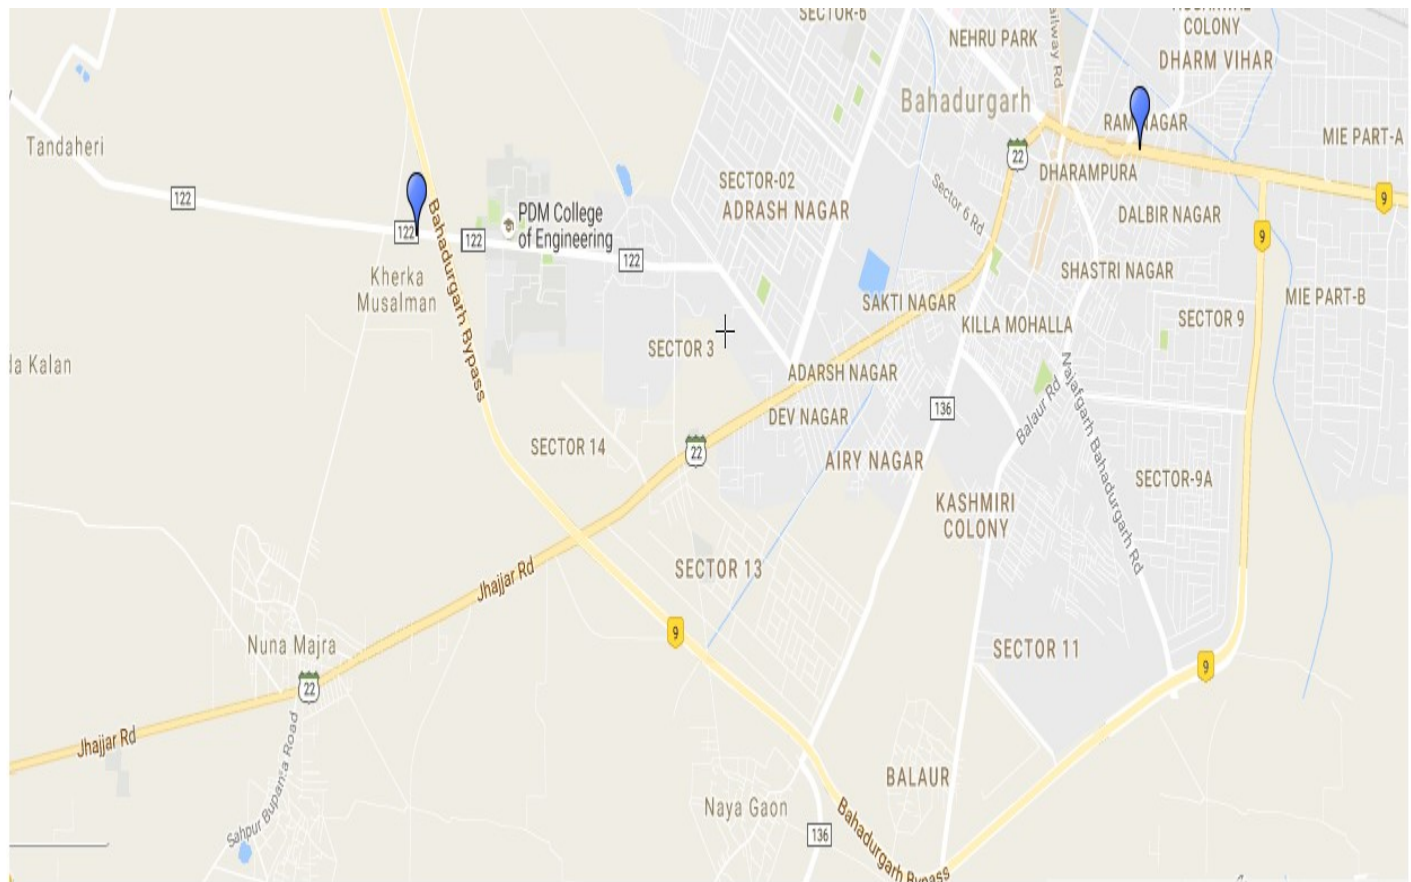 SECTOR-6
COLONY
NEHRU PARK
DHARM VIHAR
Railway Rd
Bahadurgarh
RAM NAGAR
MIE PART-A
Tandaheri
22
DHARAMPURA
SECTOR-02
122
ADRASH NAGAR
Sector 6 Rd
9
DALBIR NAGAR
PDM College
of Engineering
122
122
122
9
SHASTRI NAGAR
Kherka
Musalman
SAKTI NAGAR
MIE PART-B
KILLA MOHALLA
SECTOR 9
Bahadurgarh Bypass
SECTOR 3
da Kalan
ADARSH NAGAR
136
DEV NAGAR
Balaur Rd
Najafgarh Bahadurgarh Rd
SECTOR 14
22
AIRY NAGAR
SECTOR-9A
KASHMIRI
COLONY
Jhajjar Rd
SECTOR 13
9
Nuna Majra
SECTOR 11
9
22
Jhajjar Rd
Sahpur Bupania Road
BALAUR
Naya Gaon
136
Bahadurgarh Bypass